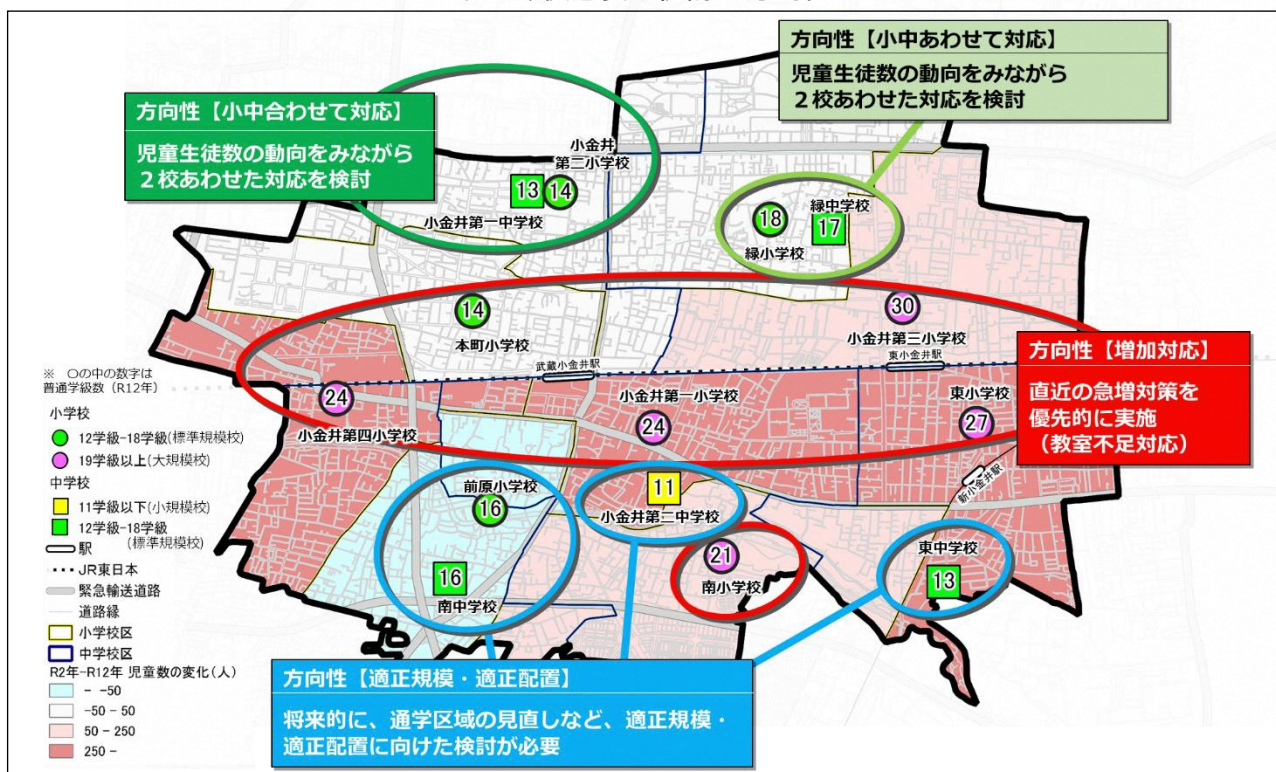 方向性【小中あわせて対応】
児童生徒数の動向をみながら
２校あわせた対応を検討
方向性【小中合わせて対応】
児童生徒数の動向をみながら
２校あわせた対応を検討
小金井
第二小学校
13
14
小金井第一中学校
緑中学校
18
17
緑小学校
14
本町小学校
30
小金井第三小学校
武蔵小金井駅
東小金井駅
方向性【増加対応】
直近の急増対策を
優先的に実施
（教室不足対応）
24
小金井第四小学校
小金井第一小学校
24
東小学校
27
新小金井駅
前原小学校
16
11
小金井第二中学校
16
南中学校
21
南小学校
東中学校
13
方向性【適正規模・適正配置】
将来的に、通学区域の見直しなど、適正規模・
適正配置に向けた検討が必要
※ 〇の中の数字は
普通学級数（R12年）
小学校
12学級-18学級(標準規模校)
19学級以上(大規模校)
中学校
11学級以下(小規模校)
12学級-18学級
(標準規模校)
駅
JR東日本
緊急輸送道路
道路縁
小学校区
中学校区
R2年-R12年 児童数の変化(人)
- -50
-50 - 50
50 - 250
250 -